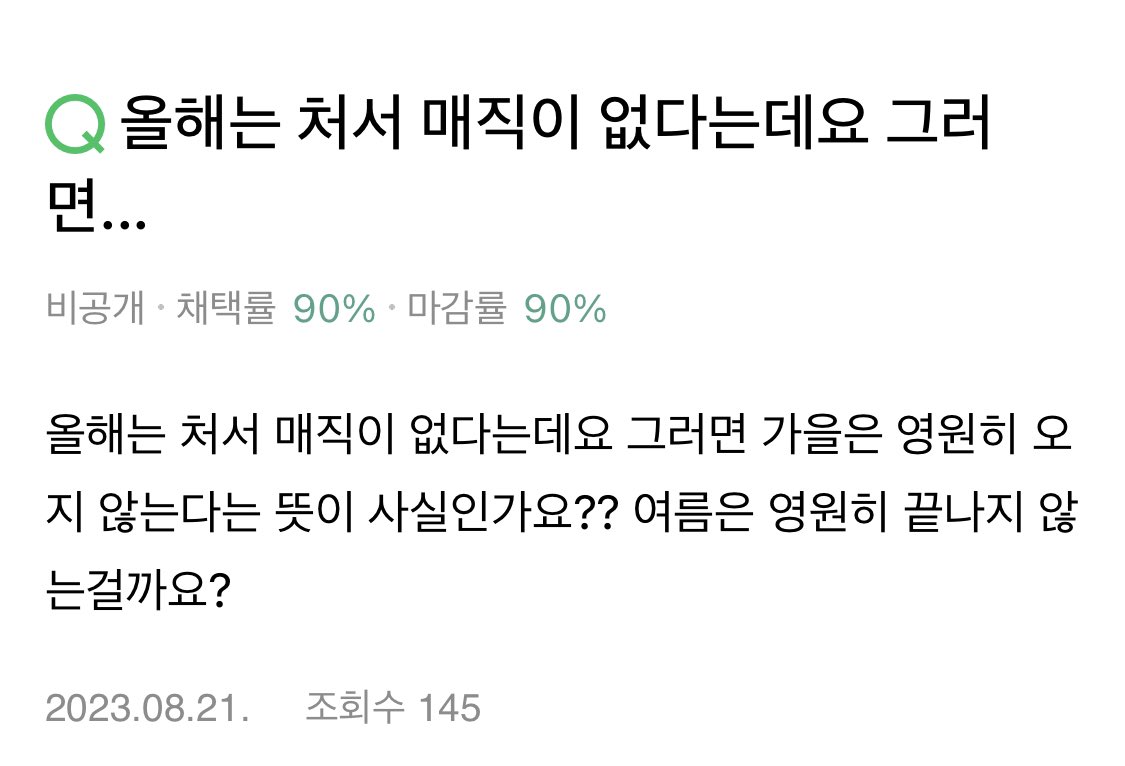 Q 올해는 처서 매직이 없다는데요 그러
면...
비공개 · 채택률 90% · 마감률 90%
올해는 처서 매직이 없다는데요 그러면 가을은 영원히 오
지 않는다는 뜻이 사실인가요?? 여름은 영원히 끝나지 않
는걸까요?
2023.08.21. 조회수 145